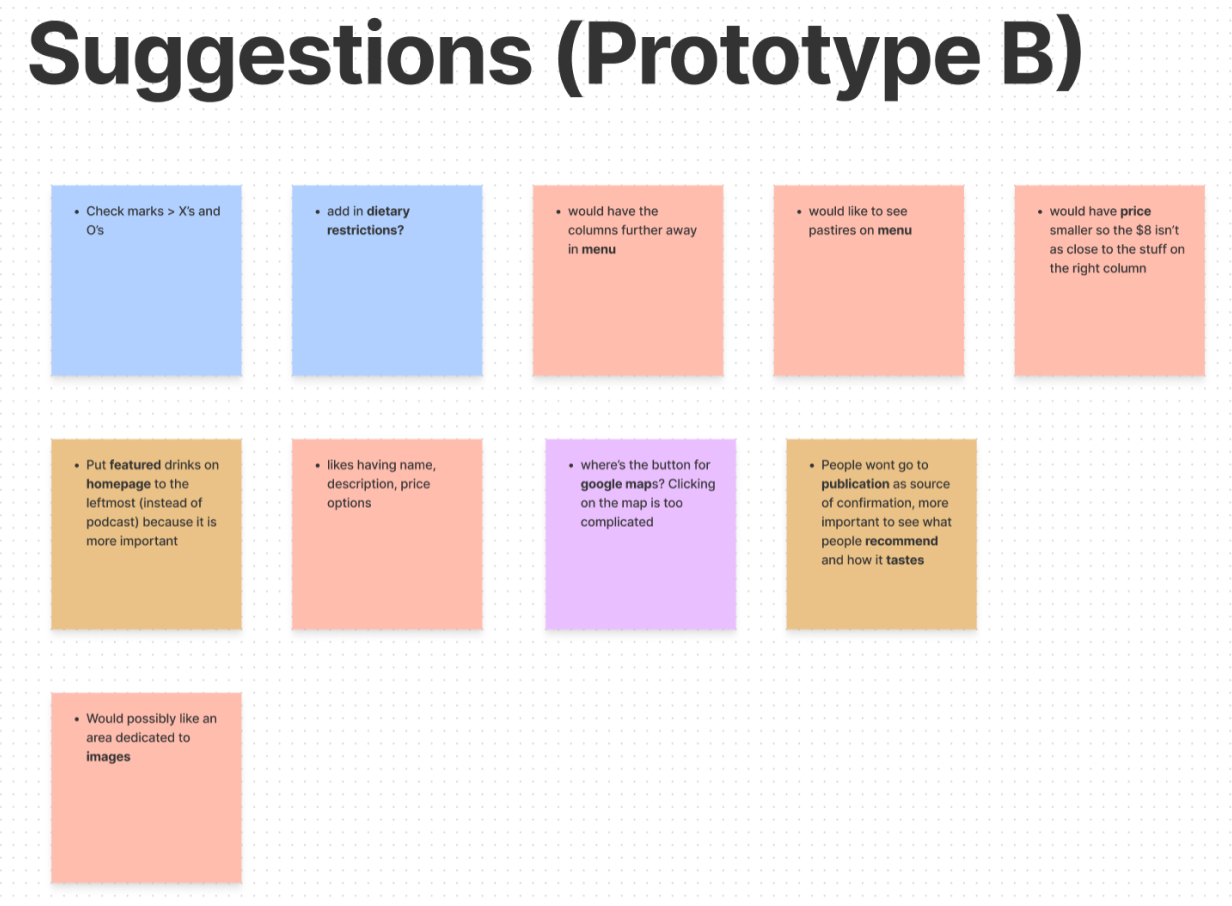 Suggestions (Prototype B)
• Check marks > X's and
O's
• add in dietary
restrictions?
• would have the
columns further away
in menu
• would like to see
pastires on menu
• would have price
smaller so the $8 isn't
as close to the stuff on
the right column
• Put featured drinks on
homepage to the
leftmost (instead of
podcast) because it is
more important
• likes having name,
description, price
options
• where's the button for
google maps? Clicking
on the map is too
complicated
• People wont go to
publication as source
of confirmation, more
important to see what
people recommend
and how it tastes
• Would possibly like an
area dedicated to
images